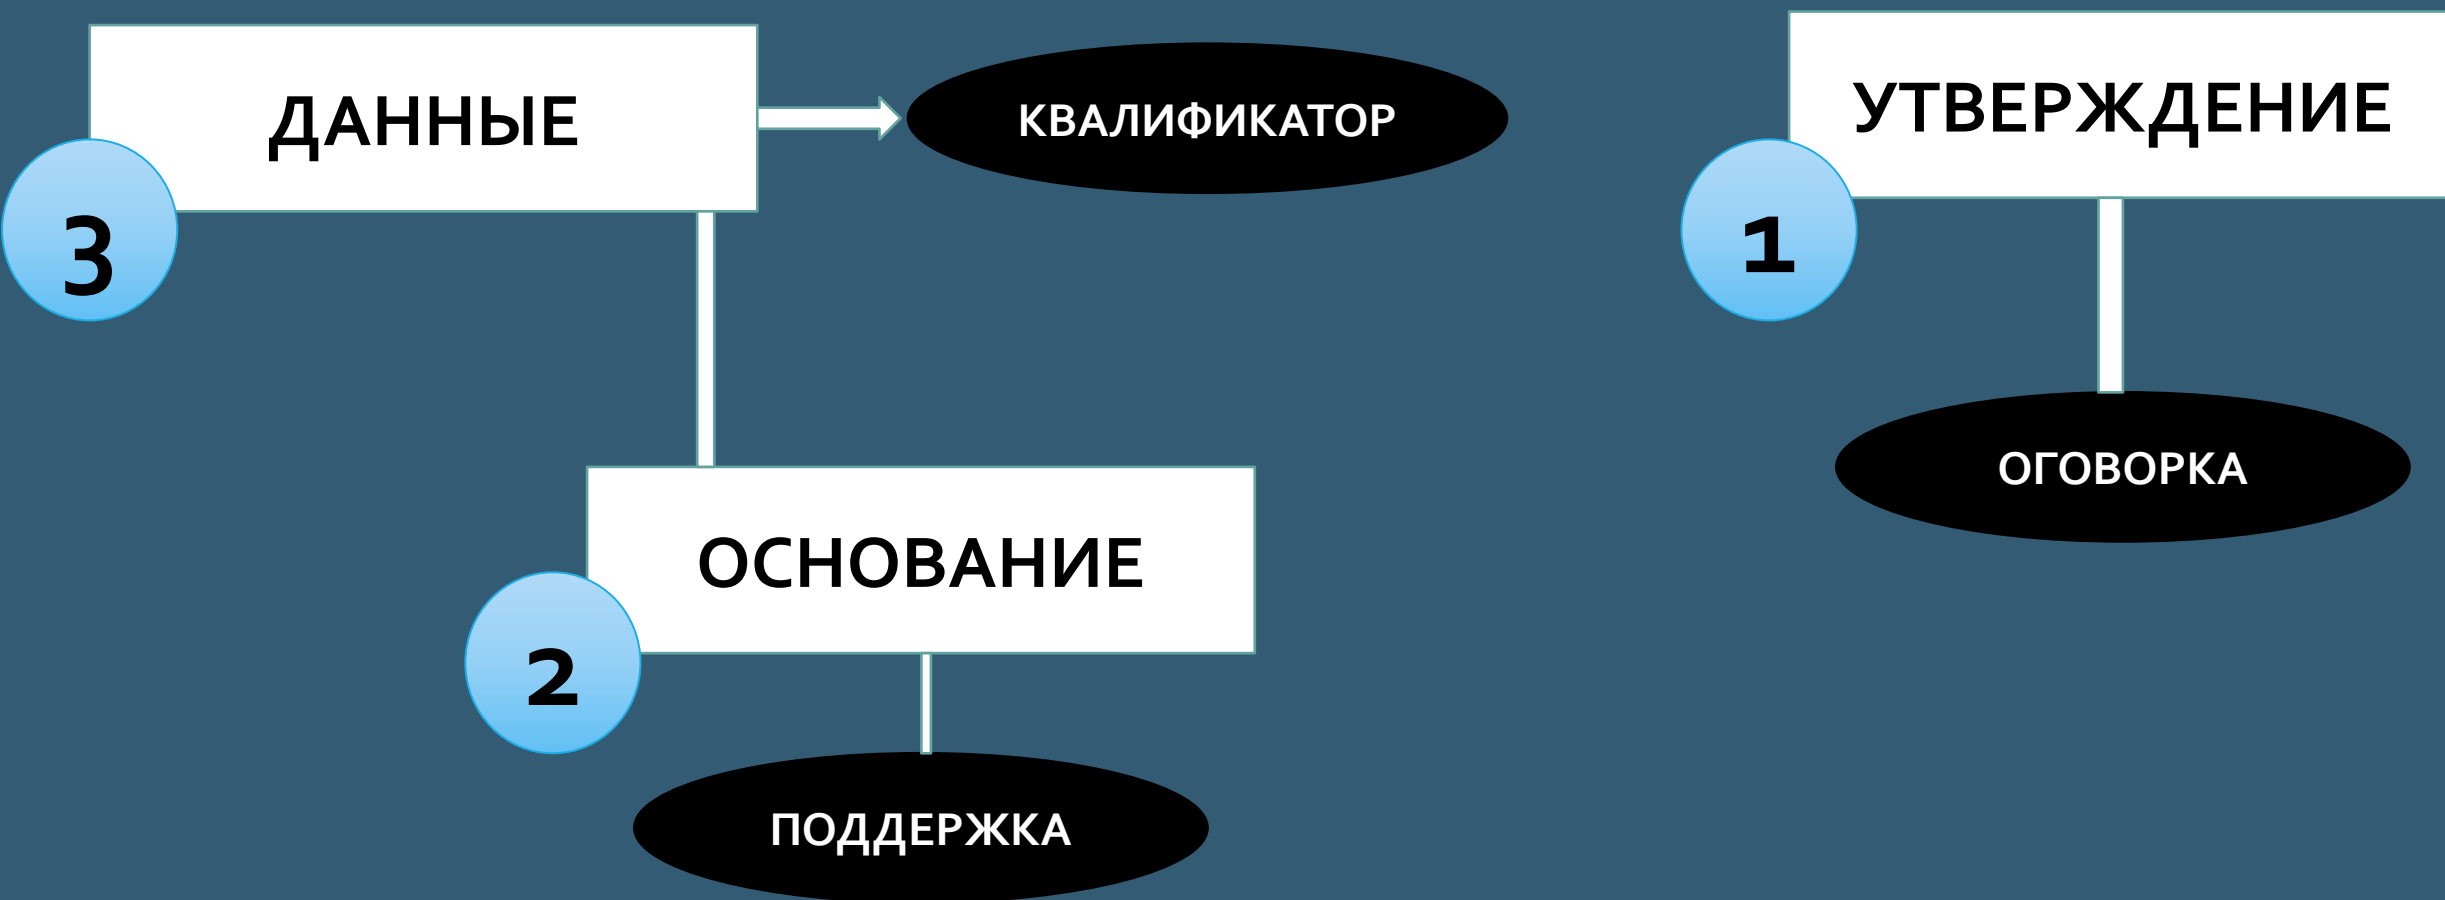 ДАННЫЕ
КВАЛИФИКАТОР
УТВЕРЖДЕНИЕ
3
1
ОГОВОРКА
ОСНОВАНИЕ
2
ПОДДЕРЖКА